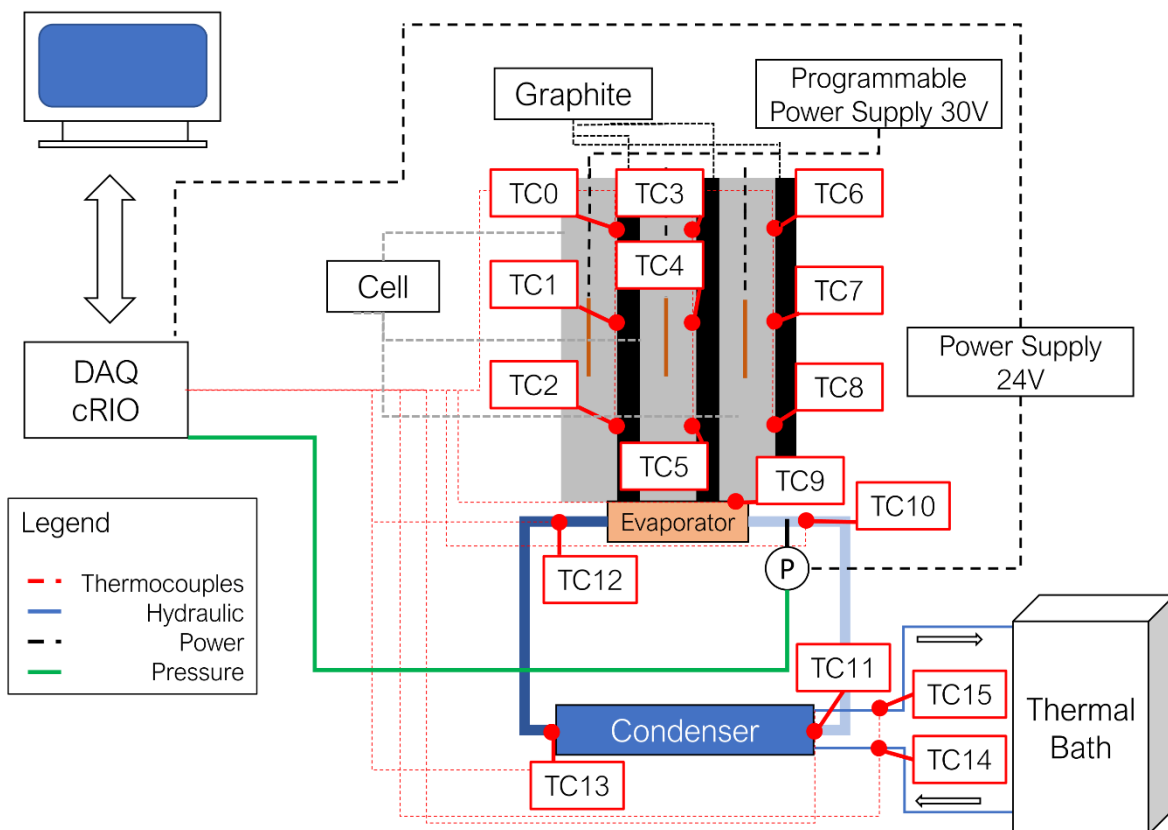 Graphite
Programmable
Power Supply 30V
TC0
TC3
TC6
TC4
Cell
TC1
TC7
DAQ
cRIO
Power Supply
24V
TC2
TC8
TC5
TC9
TC10
Legend
Thermocouples
Hydraulic
Power
Pressure
Evaporator
TC12
P
TC11
TC15
Condenser
TC14
TC13
Thermal
Bath